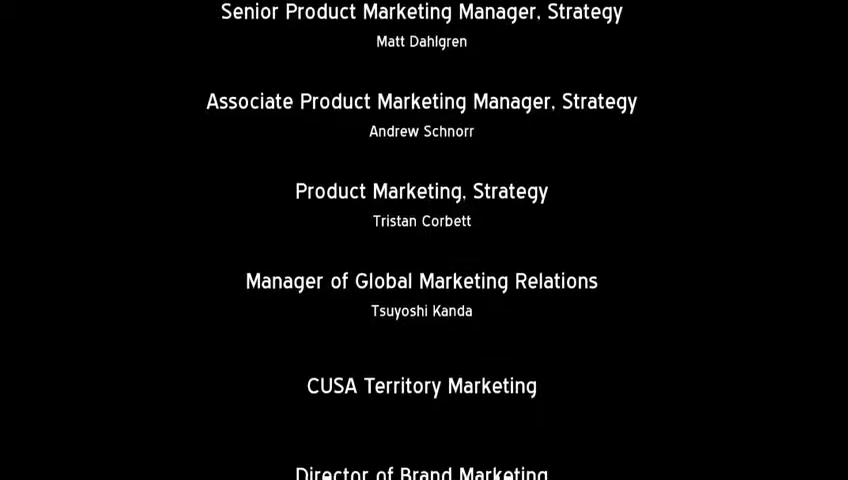 Senior Product Marketing Manager, Strategy
Matt Dahlgren
Associate Product Marketing Manager, Strategy
Andrew Schnorr
Product Marketing, Strategy
Tristan Corbett
Manager of Global Marketing Relations
Tsuyoshi Kanda
CUSA Territory Marketing
Director of Brand Marketing